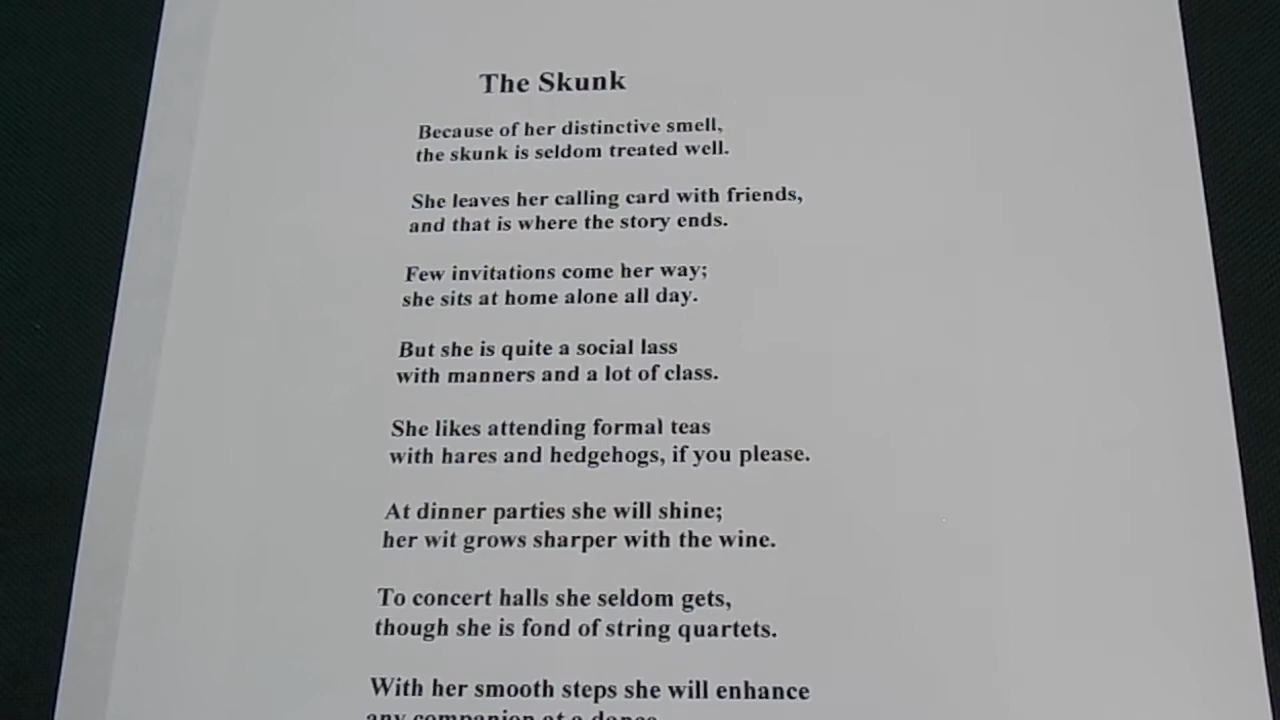 The Skunk
Because of her distinctive smell,
the skunk is seldom treated well.
She leaves her calling card with friends,
and that is where the story ends.
Few invitations come her way;
she sits at home alone all day.
But she is quite a social lass
with manners and a lot of class.
She likes attending formal teas
with hares and hedgehogs, if you please.
At dinner parties she will shine;
her wit grows sharper with the wine.
To concert halls she seldom gets,
though she is fond of string quartets.
With her smooth steps she will enhance
any companion at a dance.